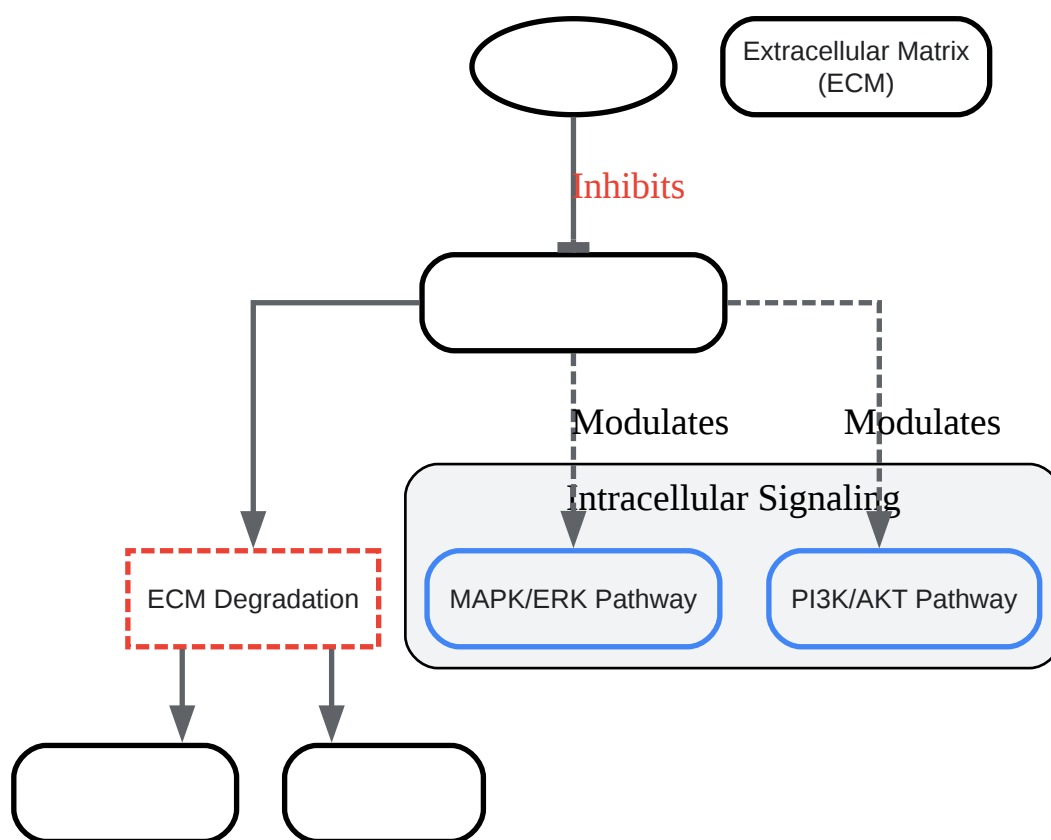 Extracellular Matrix
(ECM)
Inhibits
Modulates
Modulates
Intracellular Signaling
ECM Degradation
MAPK/ERK Pathway
PI3K/AKT Pathway